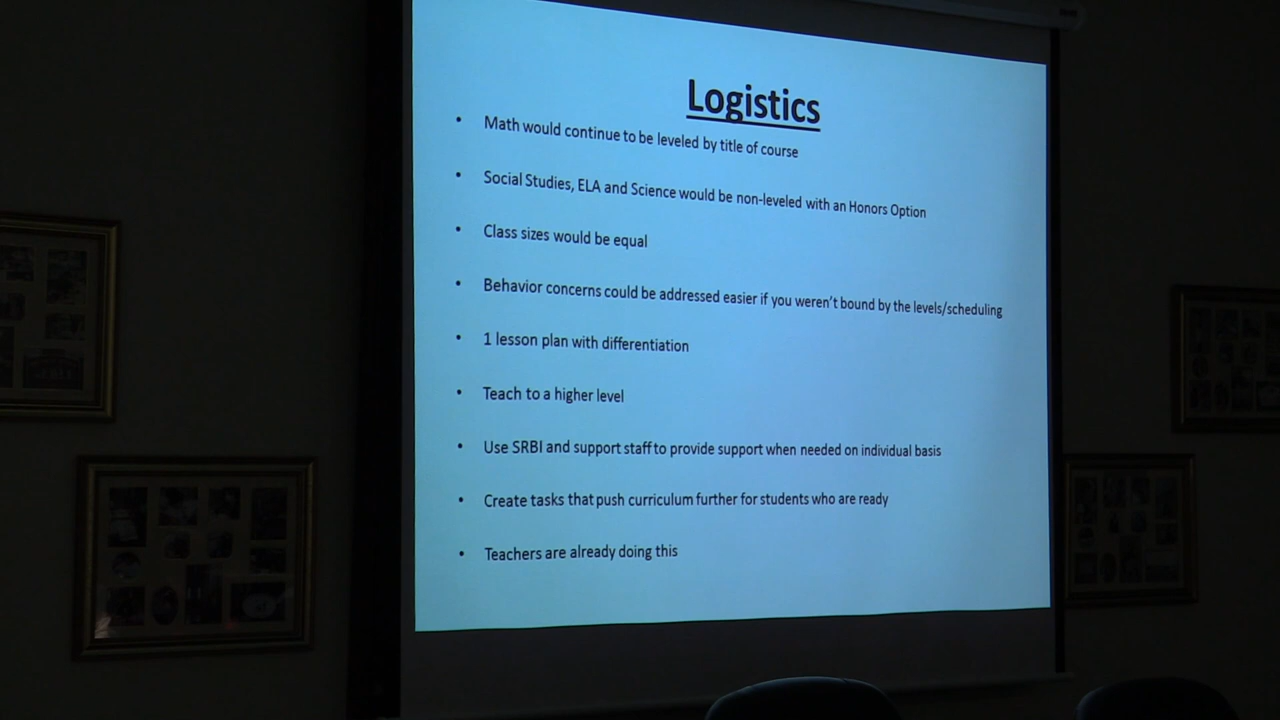 Logistics
• Math would continue to be leveled by title of course
• Social Studies, ELA and Science would be non-leveled with an Honors Option
• Class sizes would be equal
• Behavior concerns could be addressed easier if you weren't bound by the levels/scheduling
• 1 lesson plan with differentiation
• Teach to a higher level
• Use SRBI and support staff to provide support when needed on individual basis
• Create tasks that push curriculum further for students who are ready
• Teachers are already doing this